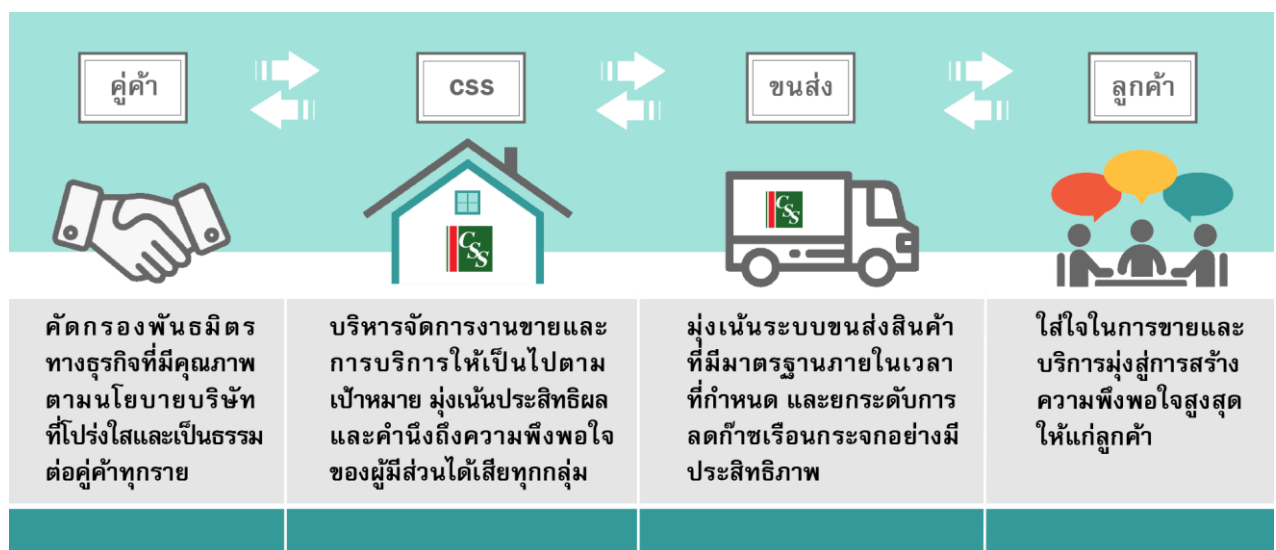 คู่ค้า
CSS
ขนส่ง
ลูกค้า
CSS
CSS
คัดกรองพันธมิตร
ทางธุรกิจที่มีคุณภาพ
ตามนโยบายบริษัท
ที่โปร่งใสและเป็นธรรม
ต่อคู่ค้าทุกราย
บริหารจัดการงานขายและ
การบริการให้เป็นไปตาม
เป้าหมาย มุ่งเน้นประสิทธิผล
และคำนึงถึงความพึงพอใจ
ของผู้มีส่วนได้เสียทุกกลุ่ม
มุ่งเน้นระบบขนส่งสินค้า
ที่มีมาตรฐานภายในเวลา
ที่กำหนด และยกระดับการ
ลดก๊าซเรือนกระจกอย่างมี
ประสิทธิภาพ
ใส่ใจในการขายและ
บริการมุ่งสู่การสร้าง
ความพึงพอใจสูงสุด
ให้แก่ลูกค้า